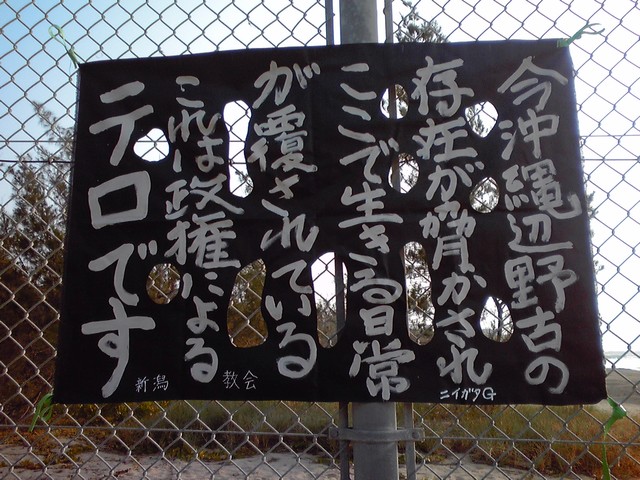 今沖縄辺野古の
存在が脅かされ
ここで生きる日常
が覆されている
これは政権による
テロです
ニイガタG
教会
新潟